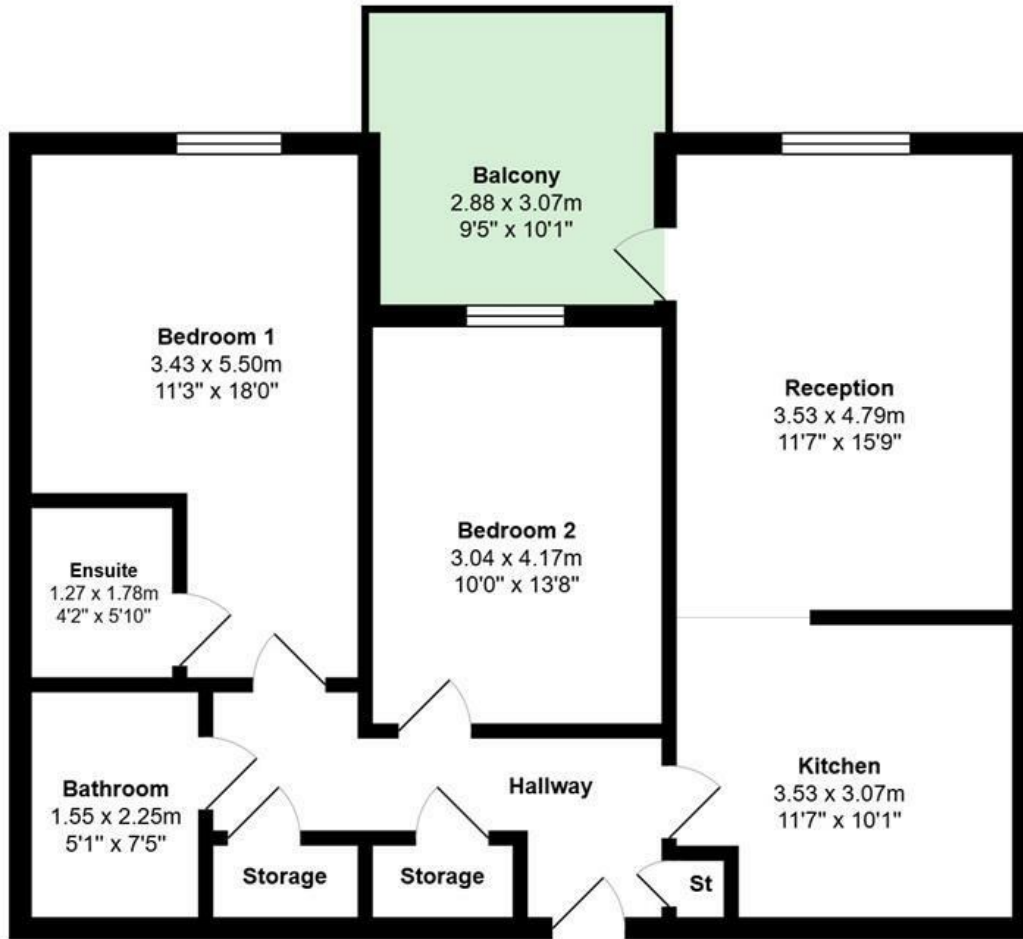 Balcony
2.88 x 3.07m
9'5" x 10'1"
Bedroom 1
3.43 x 5.50m
11'3" x 18'0"
Reception
3.53 x 4.79m
11'7" x 15'9"
Bedroom 2
3.04 x 4.17m
10'0" x 13'8"
Ensuite
1.27 x 1.78m
4'2" x 5'10"
Bathroom
1.55 x 2.25m
5'1" x 7'5"
Hallway
Kitchen
3.53 x 3.07m
11'7" x 10'1"
Storage
Storage
St